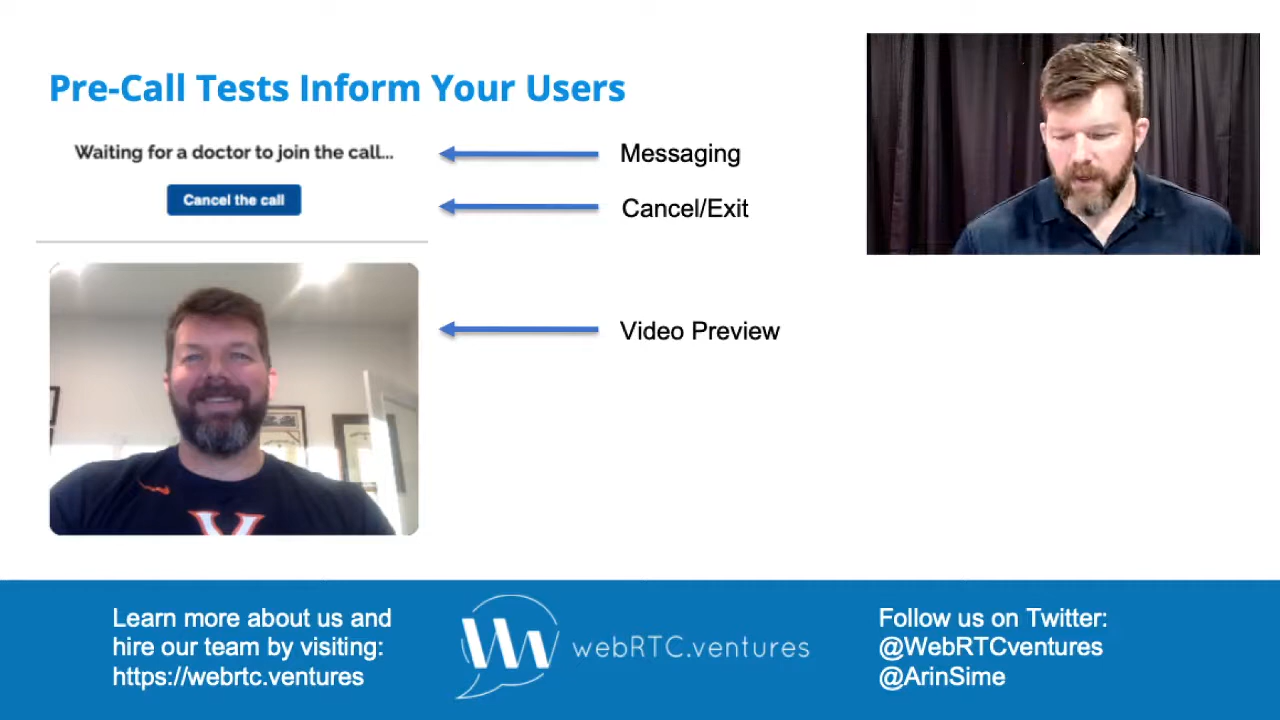 Pre-Call Tests Inform Your Users
Waiting for a doctor to join the call...
Messaging
Cancel the call
Cancel/Exit
Video Preview
Learn more about us and
hire our team by visiting:
https://webrtc.ventures
webRTC.ventures
Follow us on Twitter:
@WebRTCventures
@ArinSime